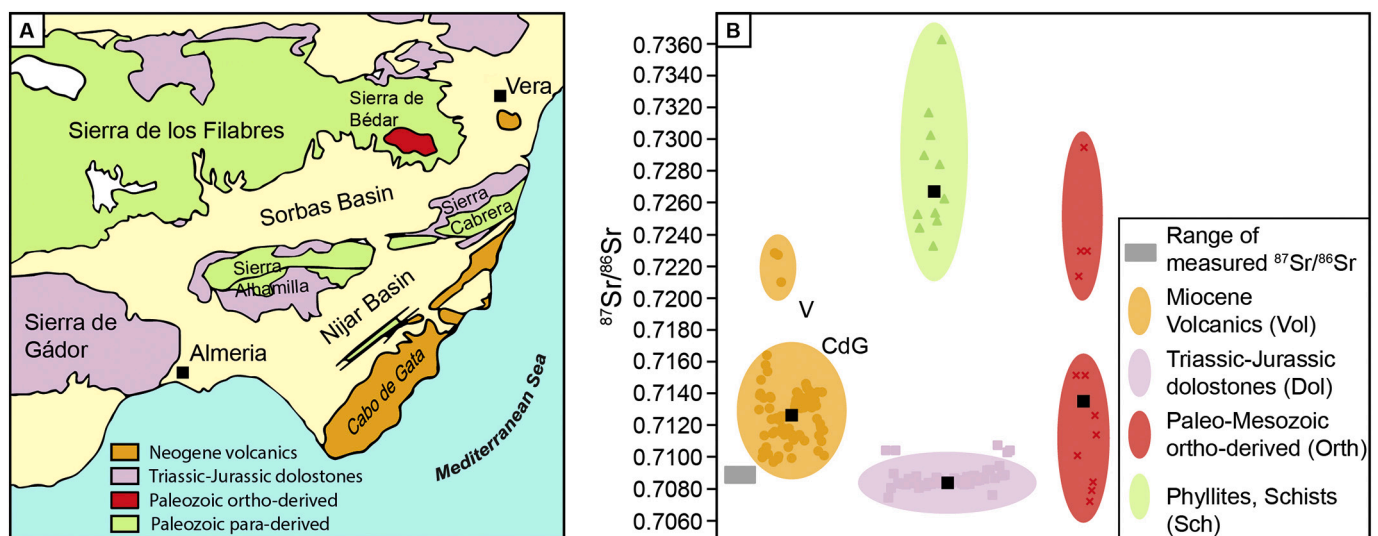 A
Vera
Sierra de
Bédar
Sierra de los Filabres
Sorbas Basin
Sierra
Cabrera
Sierra
Alhamilla
Nijar Basin
Sierra de
Gádor
Almeria
Cabo de Gata
Mediterranean Sea
Neogene volcanics
Triassic-Jurassic dolostones
Paleozoic ortho-derived
Paleozoic para-derived
B
⁸⁷Sr/⁸⁶Sr
0.7360
0.7340
0.7320
0.7300
0.7280
0.7260
0.7240
0.7220
0.7200
0.7180
0.7160
0.7140
0.7120
0.7100
0.7080
0.7060
V
CdG
Range of
measured ⁸⁷Sr/⁸⁶Sr
Miocene
Volcanics (Vol)
Triassic-Jurassic
dolostones (Dol)
Paleo-Mesozoic
ortho-derived (Orth)
Phyllites, Schists
(Sch)